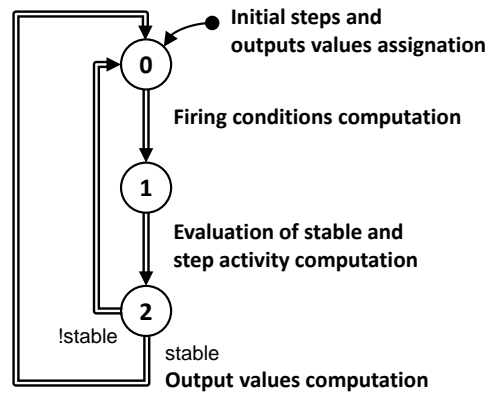 Initial steps and
outputs values assignation
0
Firing conditions computation
1
Evaluation of stable and
step activity computation
2
!stable
stable
Output values computation